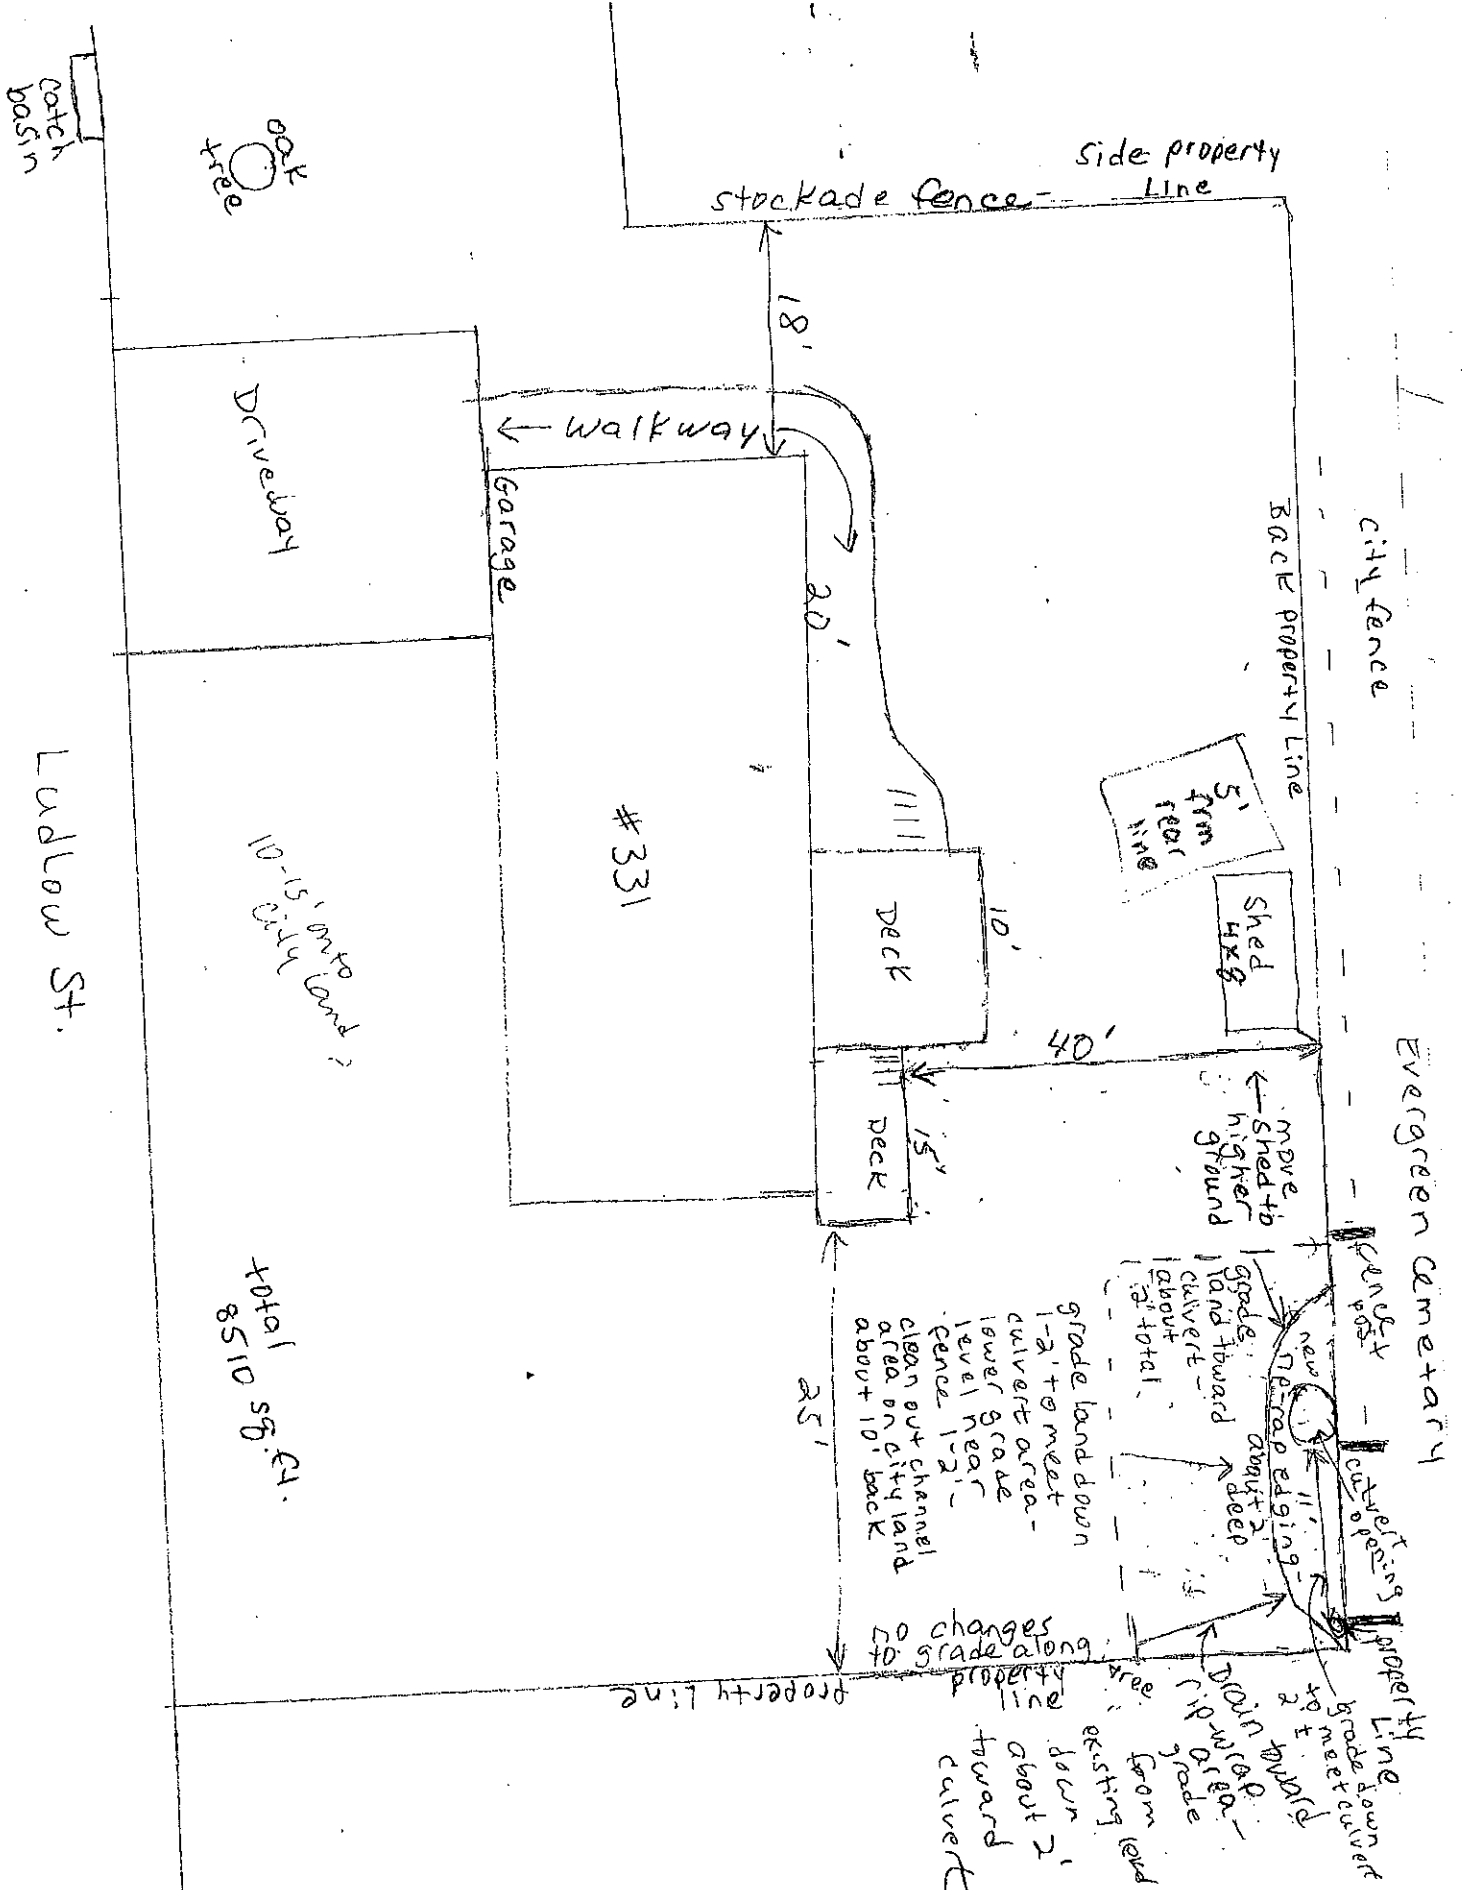 catch
basin
oak
tree
Side property
Line
stockade fence-
18'
Driveway
← walkway
Garage
20'
city fence
Back property Line
#331
5'
frm
rear
line
Shed
4x8
Deck
10'
Deck
15'
40'
Ludlow St.
10-15' onto
city land
total
8510 sq. ft.
Evergreen Cemetary
move
shed to
higher
ground
fence
post
grade
land toward
culvert -
about
2' total
new
rip-rap edging-
about 2'
deep
11'
culvert
opening
grade land down
1-2' to meet
culvert area-
lower grade
level near
fence 1-2'-
clean out channel
area on city land
about 10' back
25'
changes
to grade along
property
line
property Line
tree
property
Line
grade down
to meet culvert
2' ±
Drain toward
rip-wrap
area-
grade
from
existing
down
about 2'
toward
culvert